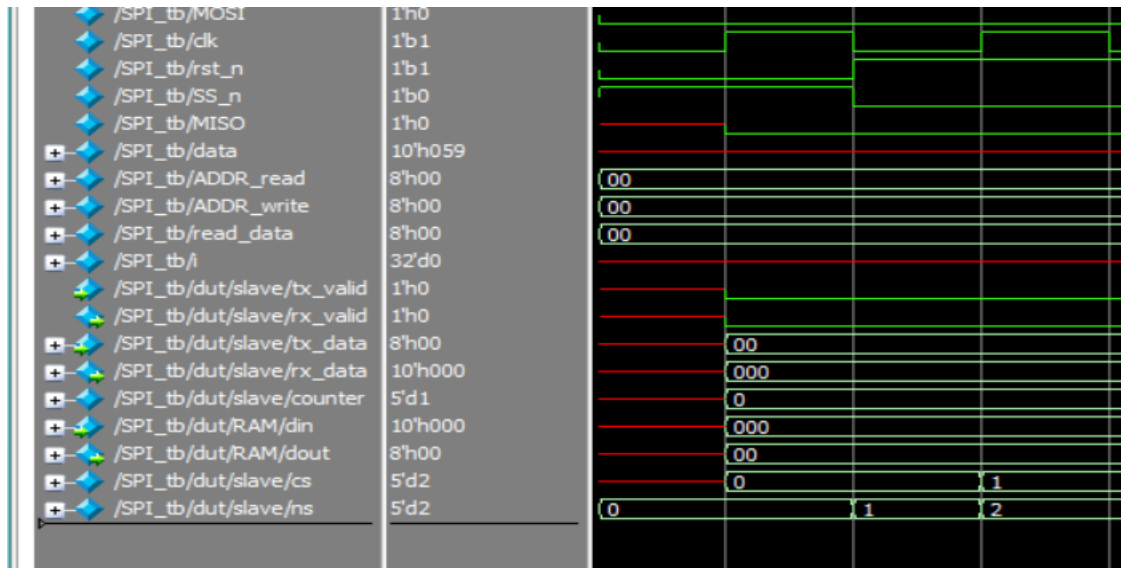 /SPI_tb/MOSI 1'h0
/SPI_tb/clk 1'b1
/SPI_tb/rst_n 1'b1
/SPI_tb/SS_n 1'b0
/SPI_tb/MISO 1'h0
/SPI_tb/data 10'h059
/SPI_tb/ADDR_read 8'h00 00
/SPI_tb/ADDR_write 8'h00 00
/SPI_tb/read_data 8'h00 00
/SPI_tb/i 32'd0
/SPI_tb/dut/slave/tx_valid 1'h0
/SPI_tb/dut/slave/rx_valid 1'h0
/SPI_tb/dut/slave/tx_data 8'h00 00
/SPI_tb/dut/slave/rx_data 10'h000 000
/SPI_tb/dut/slave/counter 5'd1 0
/SPI_tb/dut/RAM/din 10'h000 000
/SPI_tb/dut/RAM/dout 8'h00 00
/SPI_tb/dut/slave/cs 5'd2 0 1
/SPI_tb/dut/slave/ns 5'd2 0 1 2